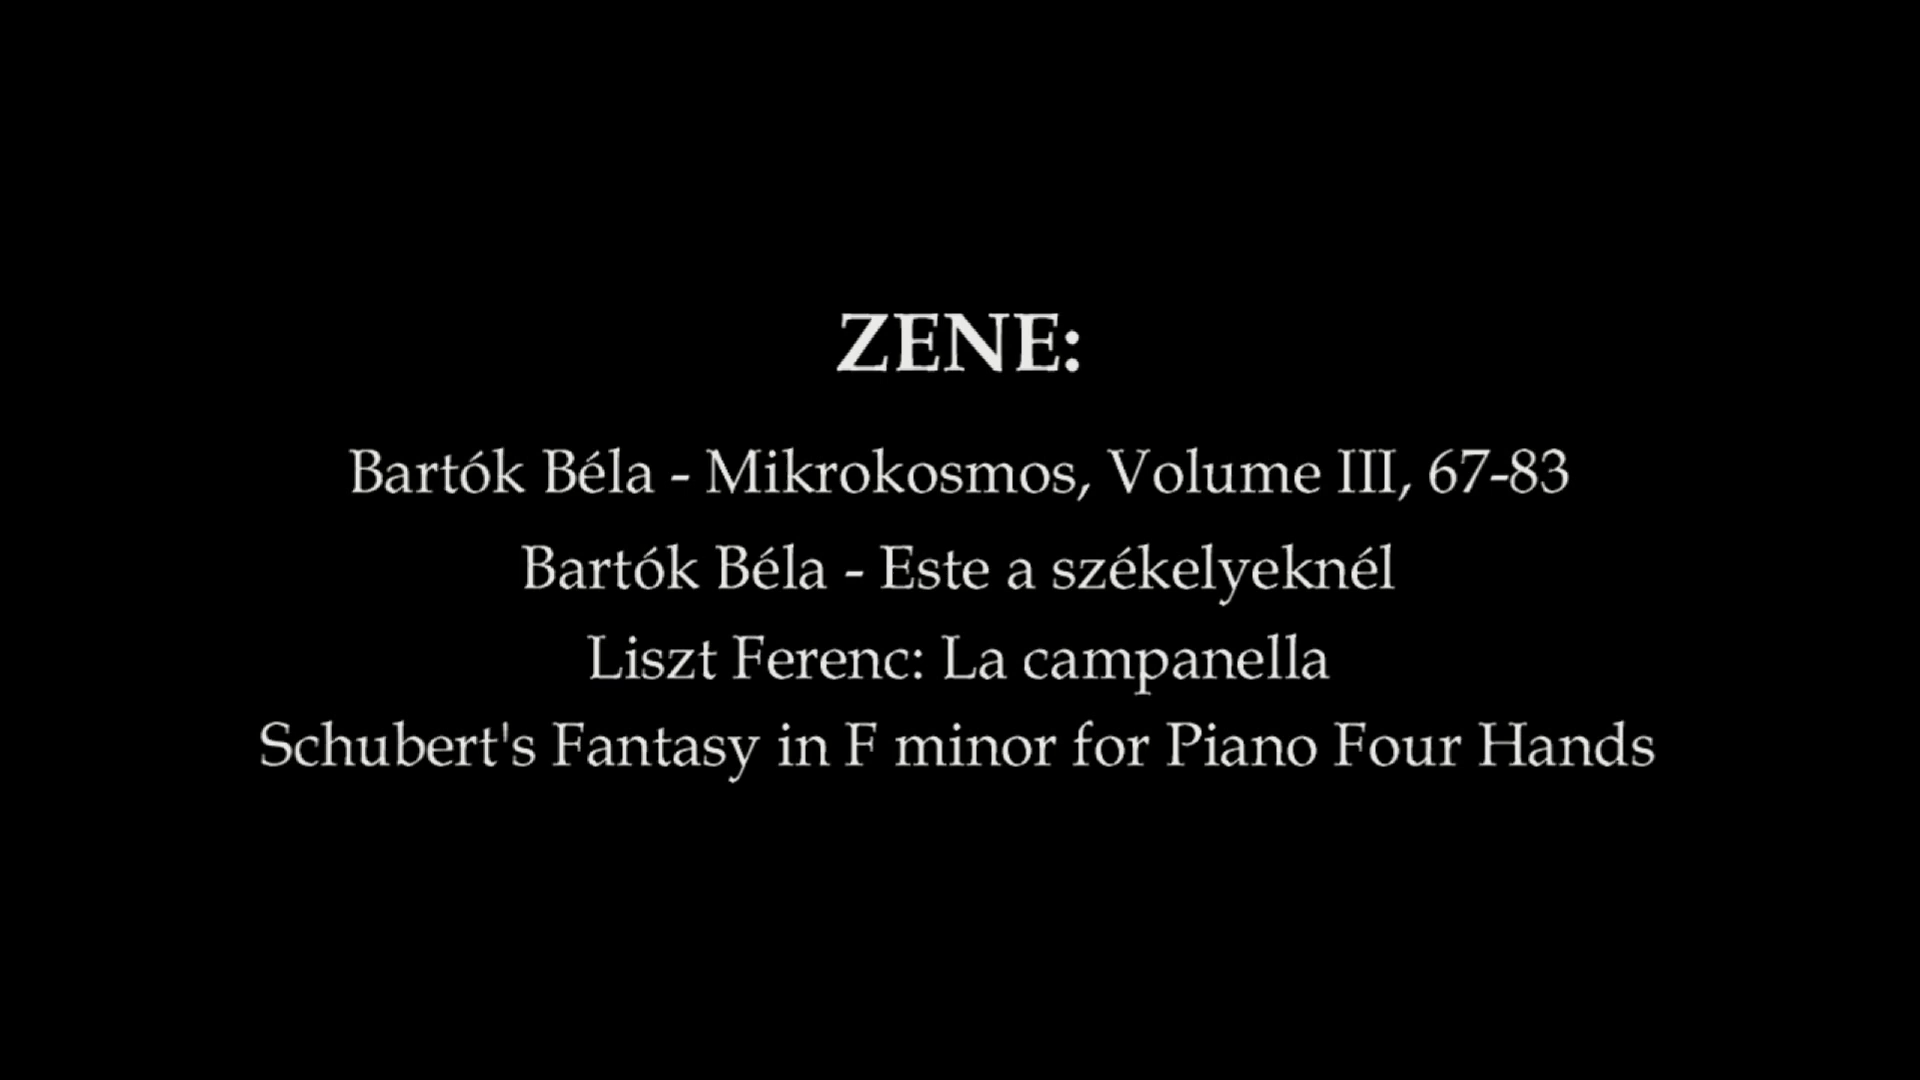 ZENE:
Bartók Béla - Mikrokosmos, Volume III, 67-83
Bartók Béla - Este a székelyeknél
Liszt Ferenc: La campanella
Schubert's Fantasy in F minor for Piano Four Hands